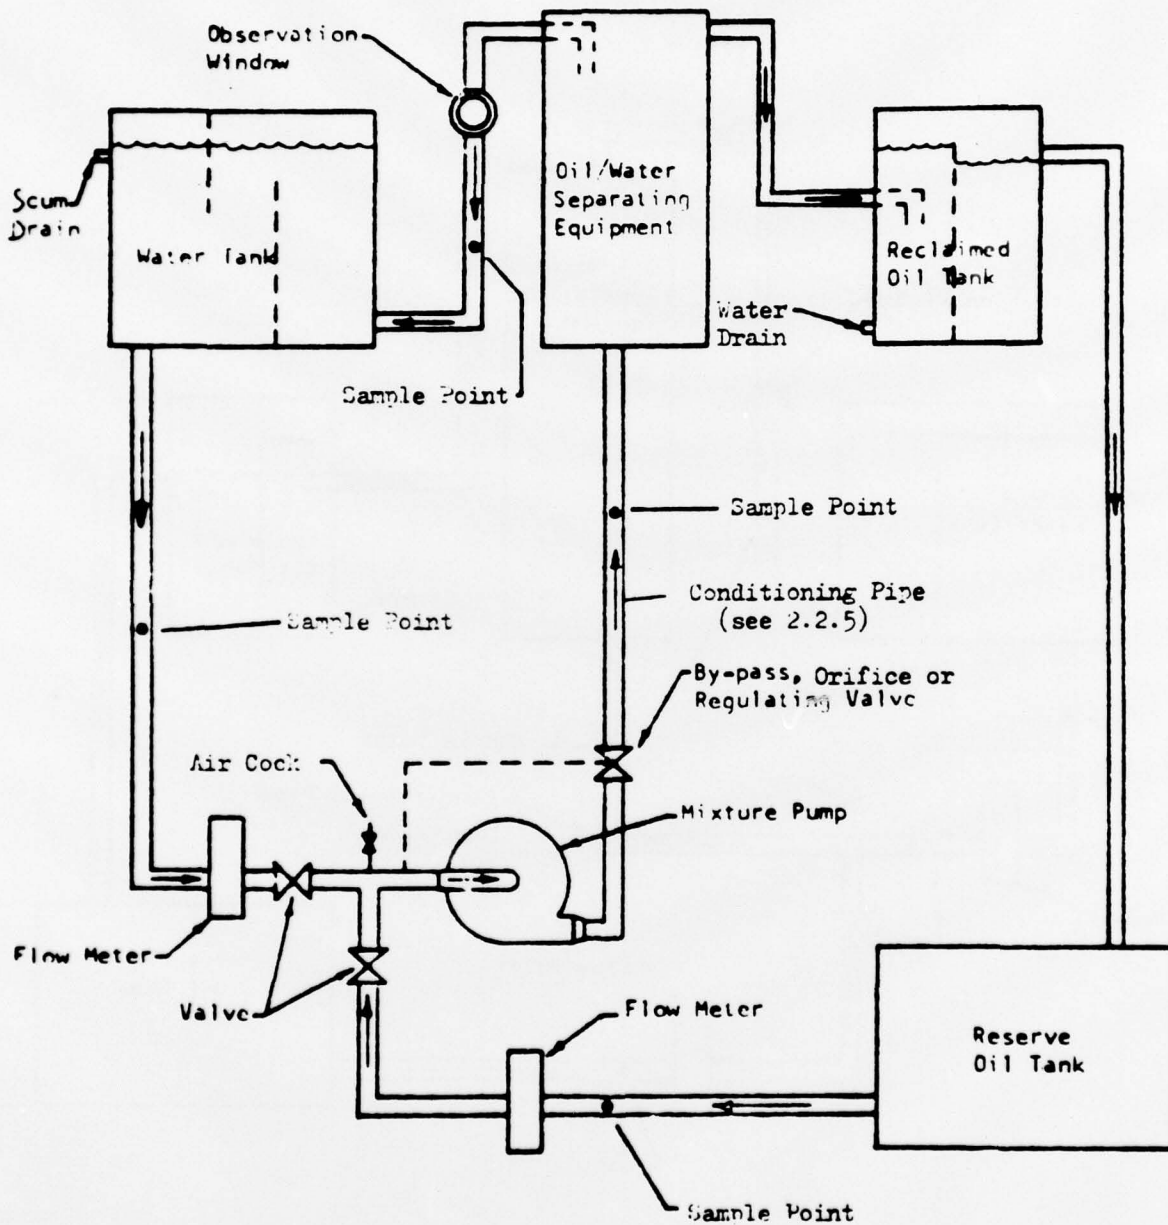 Observation
Window
Scum
Drain
Water Tank
Oil/Water
Separating
Equipment
Reclaimed
Oil Tank
Water
Drain
Sample Point
Sample Point
Conditioning Pipe
(see 2.2.5)
Sample Point
By-pass, Orifice or
Regulating Valve
Air Cock
Mixture Pump
Flow Meter
Valve
Flow Meter
Reserve
Oil Tank
Sample Point